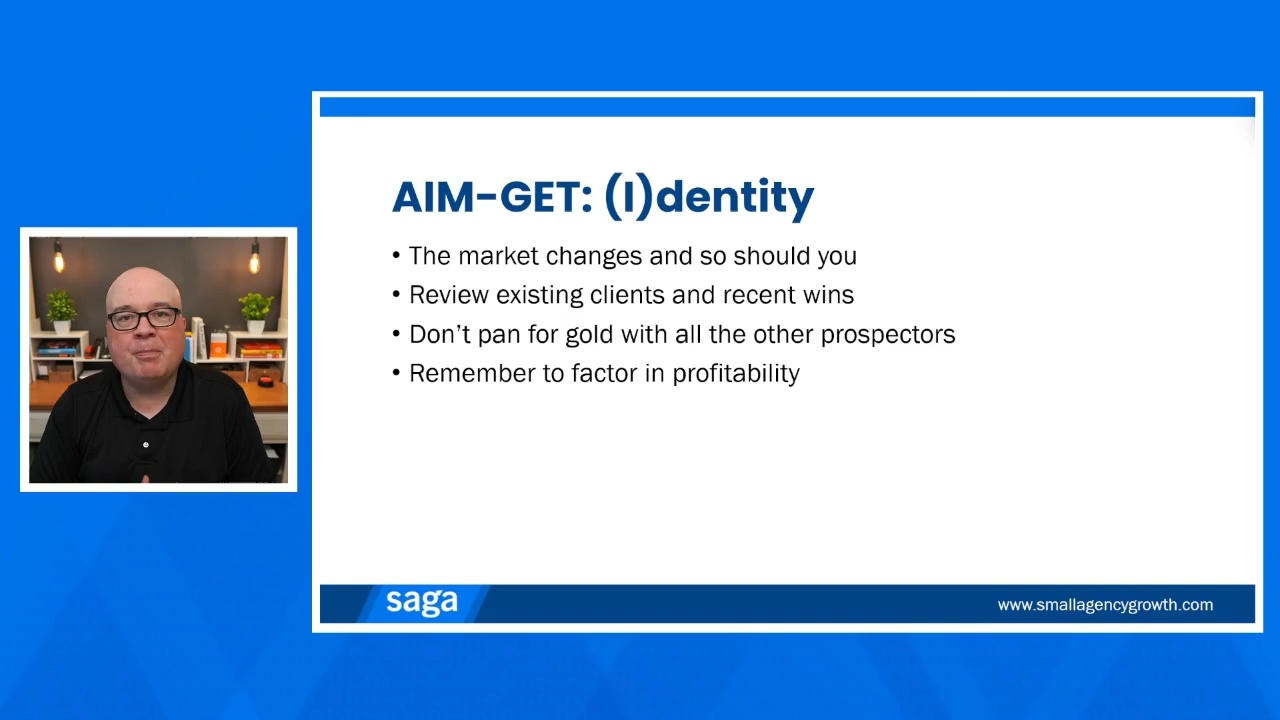 AIM-GET: (I)dentity
• The market changes and so should you
• Review existing clients and recent wins
• Don’t pan for gold with all the other prospectors
• Remember to factor in profitability
saga
www.smallagencygrowth.com